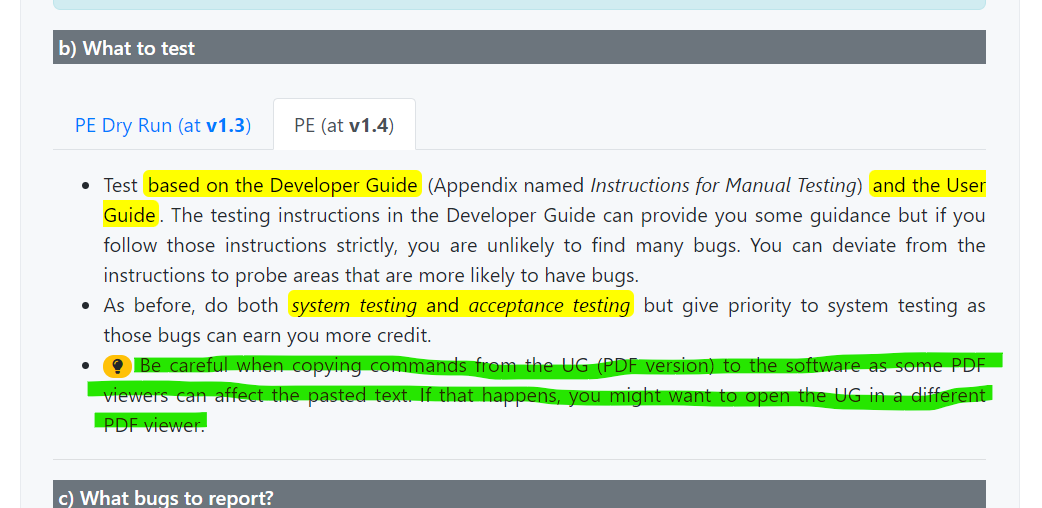 b) What to test
PE Dry Run (at v1.3)
PE (at v1.4)
Test based on the Developer Guide (Appendix named Instructions for Manual Testing) and the User
Guide. The testing instructions in the Developer Guide can provide you some guidance but if you
follow those instructions strictly, you are unlikely to find many bugs. You can deviate from the
instructions to probe areas that are more likely to have bugs.
As before, do both system testing and acceptance testing but give priority to system testing as
those bugs can earn you more credit.
Be careful when copying commands from the UG (PDF version) to the software as some PDF
viewers can affect the pasted text. If that happens, you might want to open the UG in a different
PDF viewer.
c) What bugs to report?